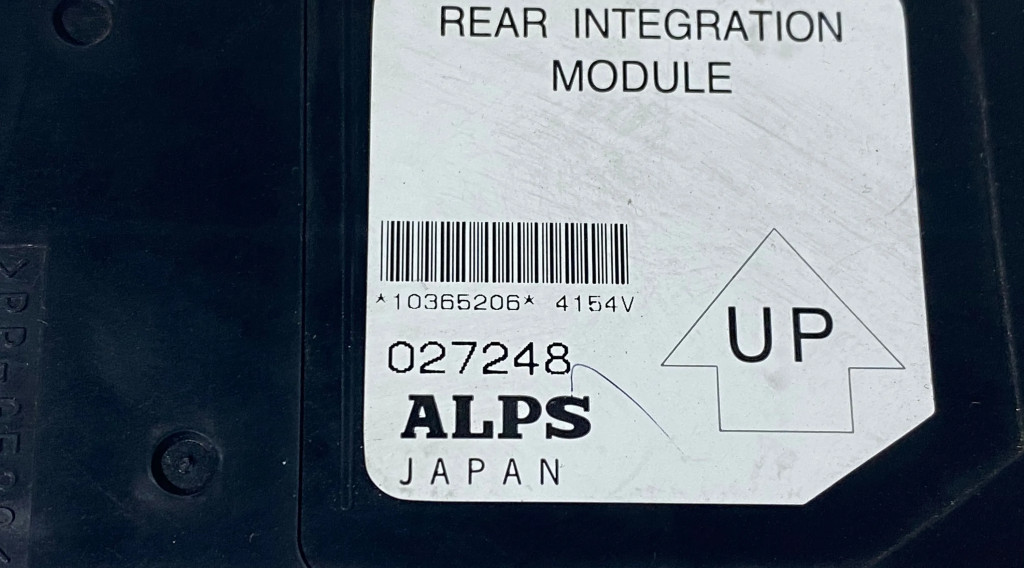 REAR INTEGRATION
MODULE
*10365206* 4154V
027248
ALPS
JAPAN
UP